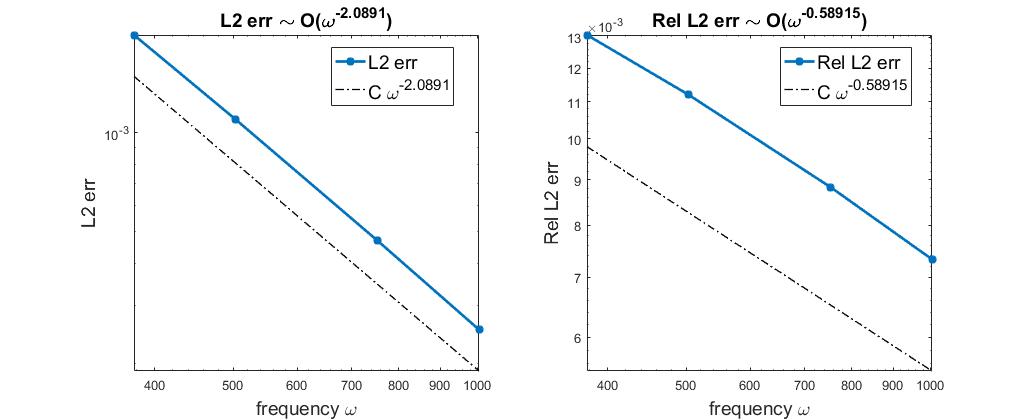 L2 err ∼ O(ω^-2.0891)
L2 err
C ω^-2.0891
10^-3
L2 err
400 500 600 700 800 900 1000
frequency ω
Rel L2 err ∼ O(ω^-0.58915)
×10^-3
Rel L2 err
C ω^-0.58915
13
12
11
10
9
8
7
6
Rel L2 err
400 500 600 700 800 900 1000
frequency ω